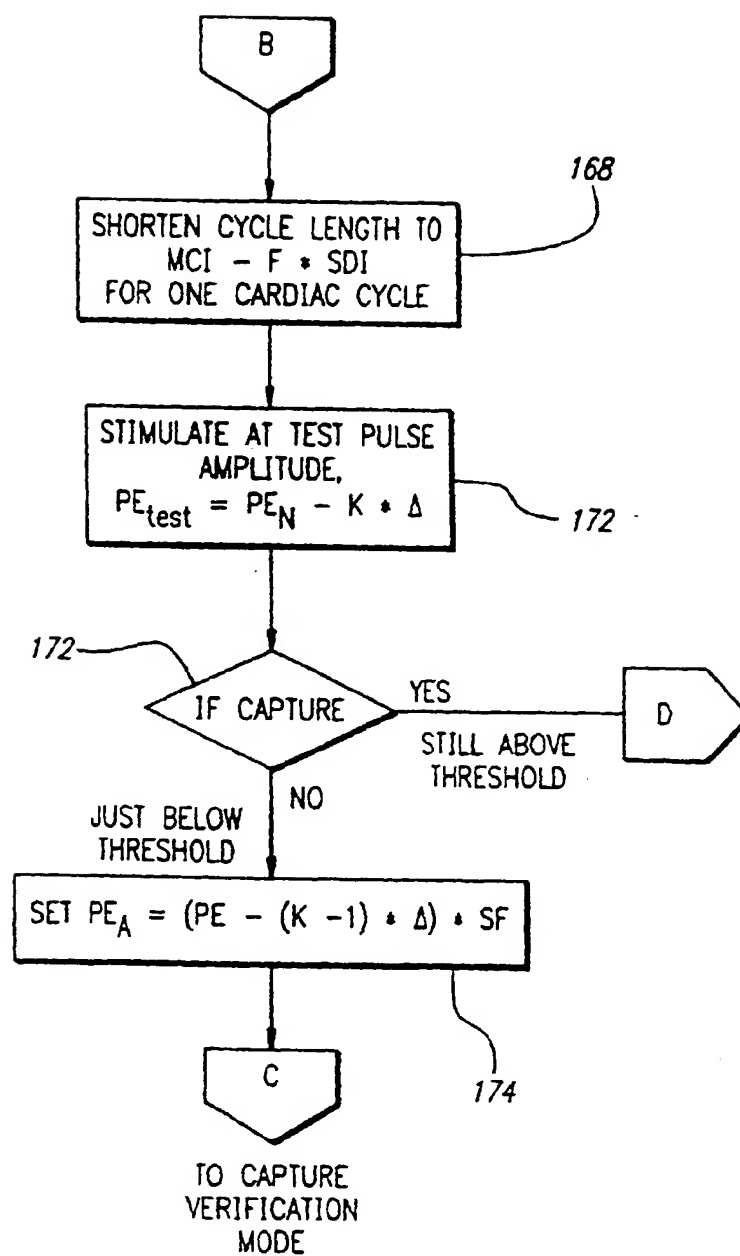 B
168
SHORTEN CYCLE LENGTH TO
MCI - F * SDI
FOR ONE CARDIAC CYCLE
STIMULATE AT TEST PULSE
AMPLITUDE,
PEtest = PEN - K * Δ
172
172
IF CAPTURE
YES
D
STILL ABOVE
THRESHOLD
NO
JUST BELOW
THRESHOLD
SET PEA = (PE - (K -1) * Δ) * SF
174
C
TO CAPTURE
VERIFICATION
MODE